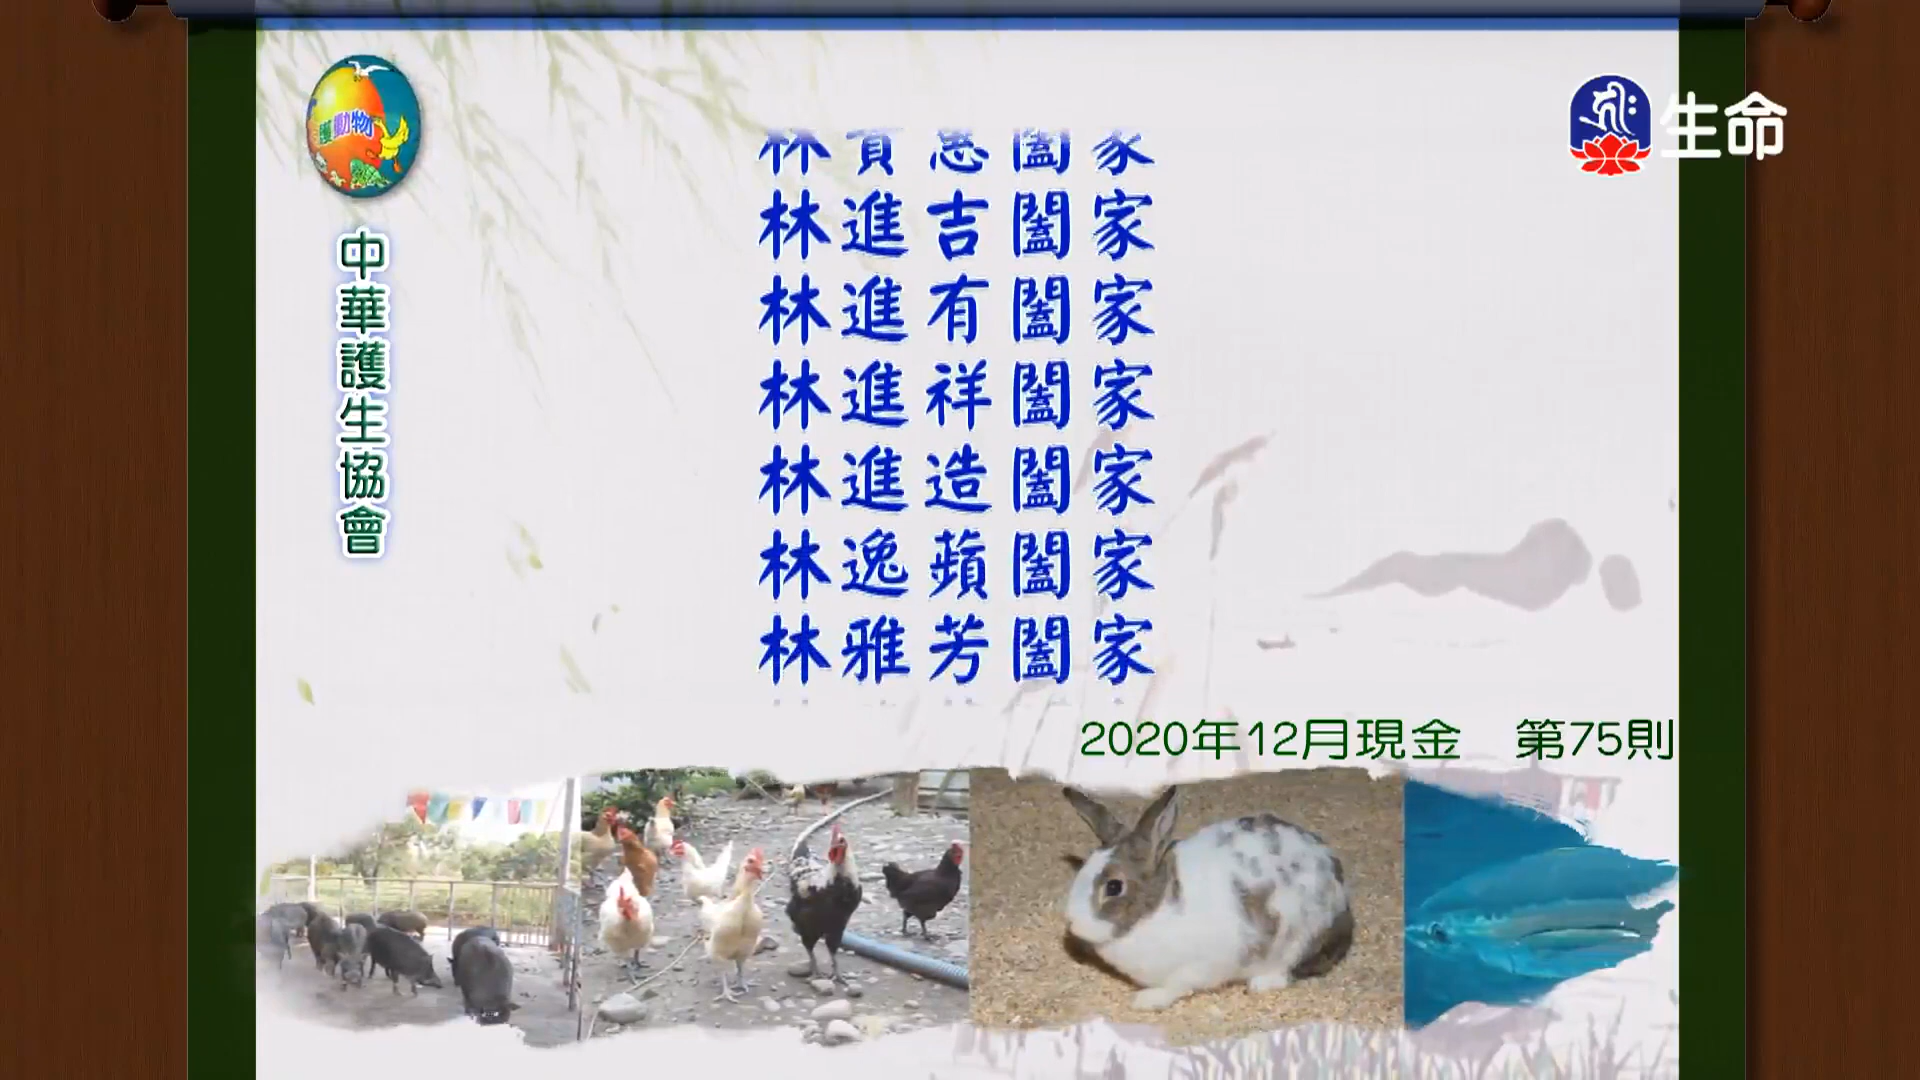 護動物
中華護生協會
生命
林進吉闔家
林進有闔家
林進祥闔家
林進造闔家
林逸蘋闔家
林雅芳闔家
2020年12月現金　第75則